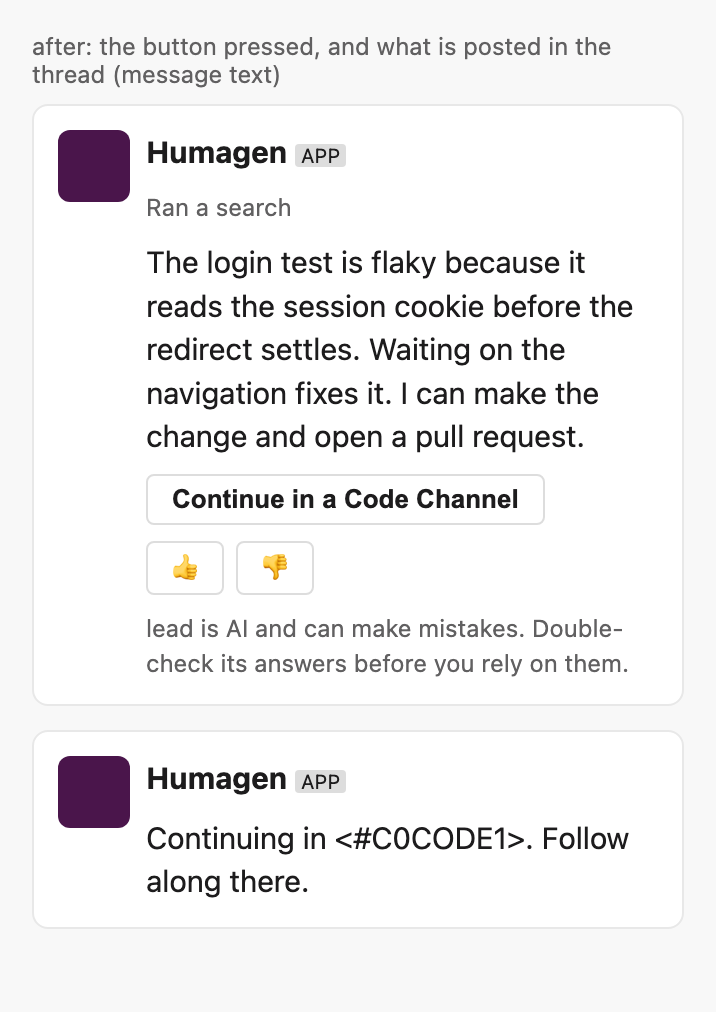 after: the button pressed, and what is posted in the
thread (message text)
Humagen APP
Ran a search
The login test is flaky because it
reads the session cookie before the
redirect settles. Waiting on the
navigation fixes it. I can make the
change and open a pull request.
Continue in a Code Channel
👍 👎
lead is AI and can make mistakes. Double-
check its answers before you rely on them.
Humagen APP
Continuing in <#C0CODE1>. Follow
along there.